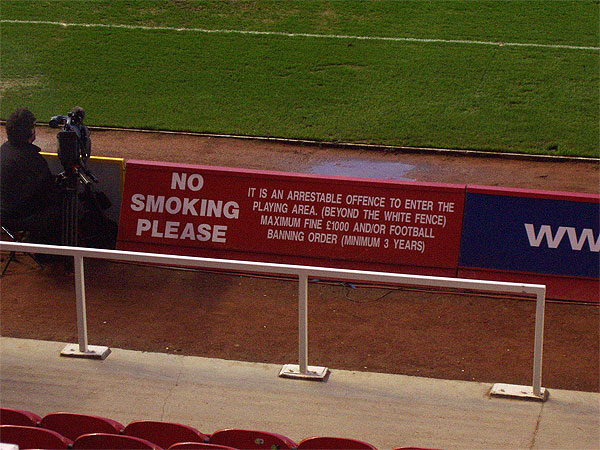 NO
SMOKING
PLEASE
IT IS AN ARRESTABLE OFFENCE TO ENTER THE
PLAYING AREA. (BEYOND THE WHITE FENCE)
MAXIMUM FINE £1000 AND/OR FOOTBALL
BANNING ORDER (MINIMUM 3 YEARS)
WWW